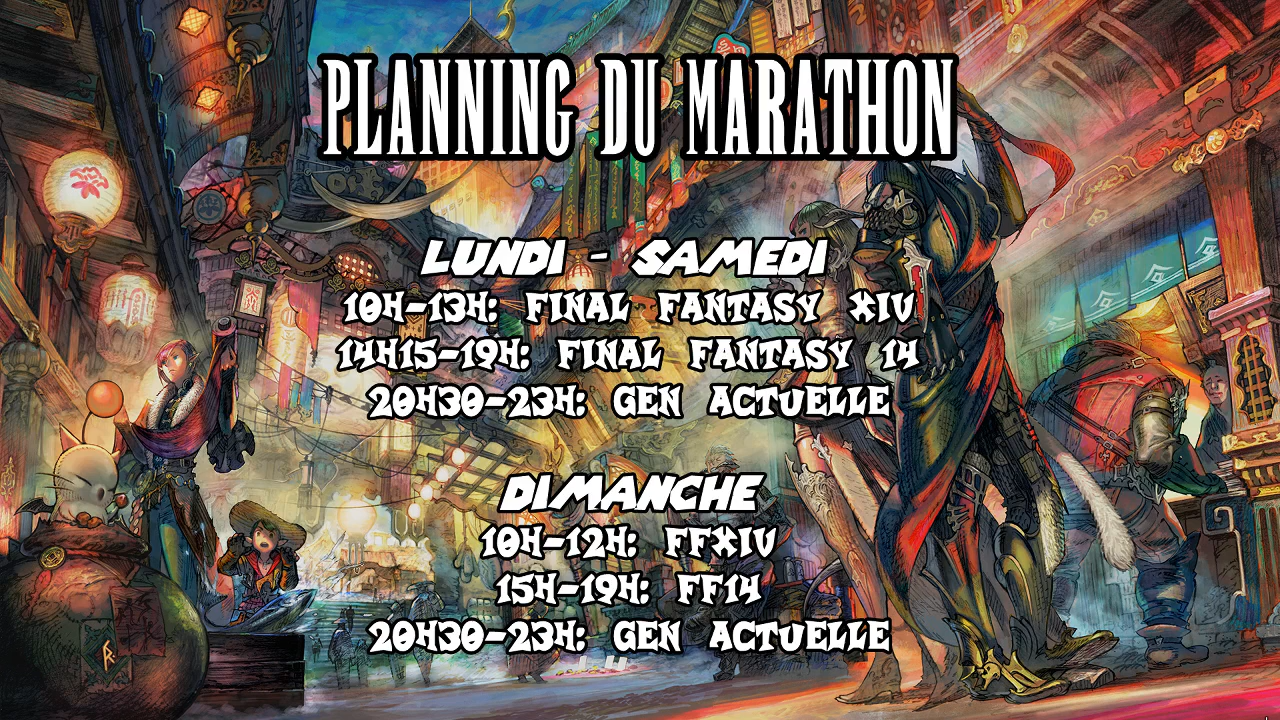 PLANNING DU MARATHON
LUNDI - SAMEDI
10H-13H: FINAL FANTASY XIV
14H15-19H: FINAL FANTASY 14
20H30-23H: GEN ACTUELLE
DIMANCHE
10H-12H: FFXIV
15H-19H: FF14
20H30-23H: GEN ACTUELLE